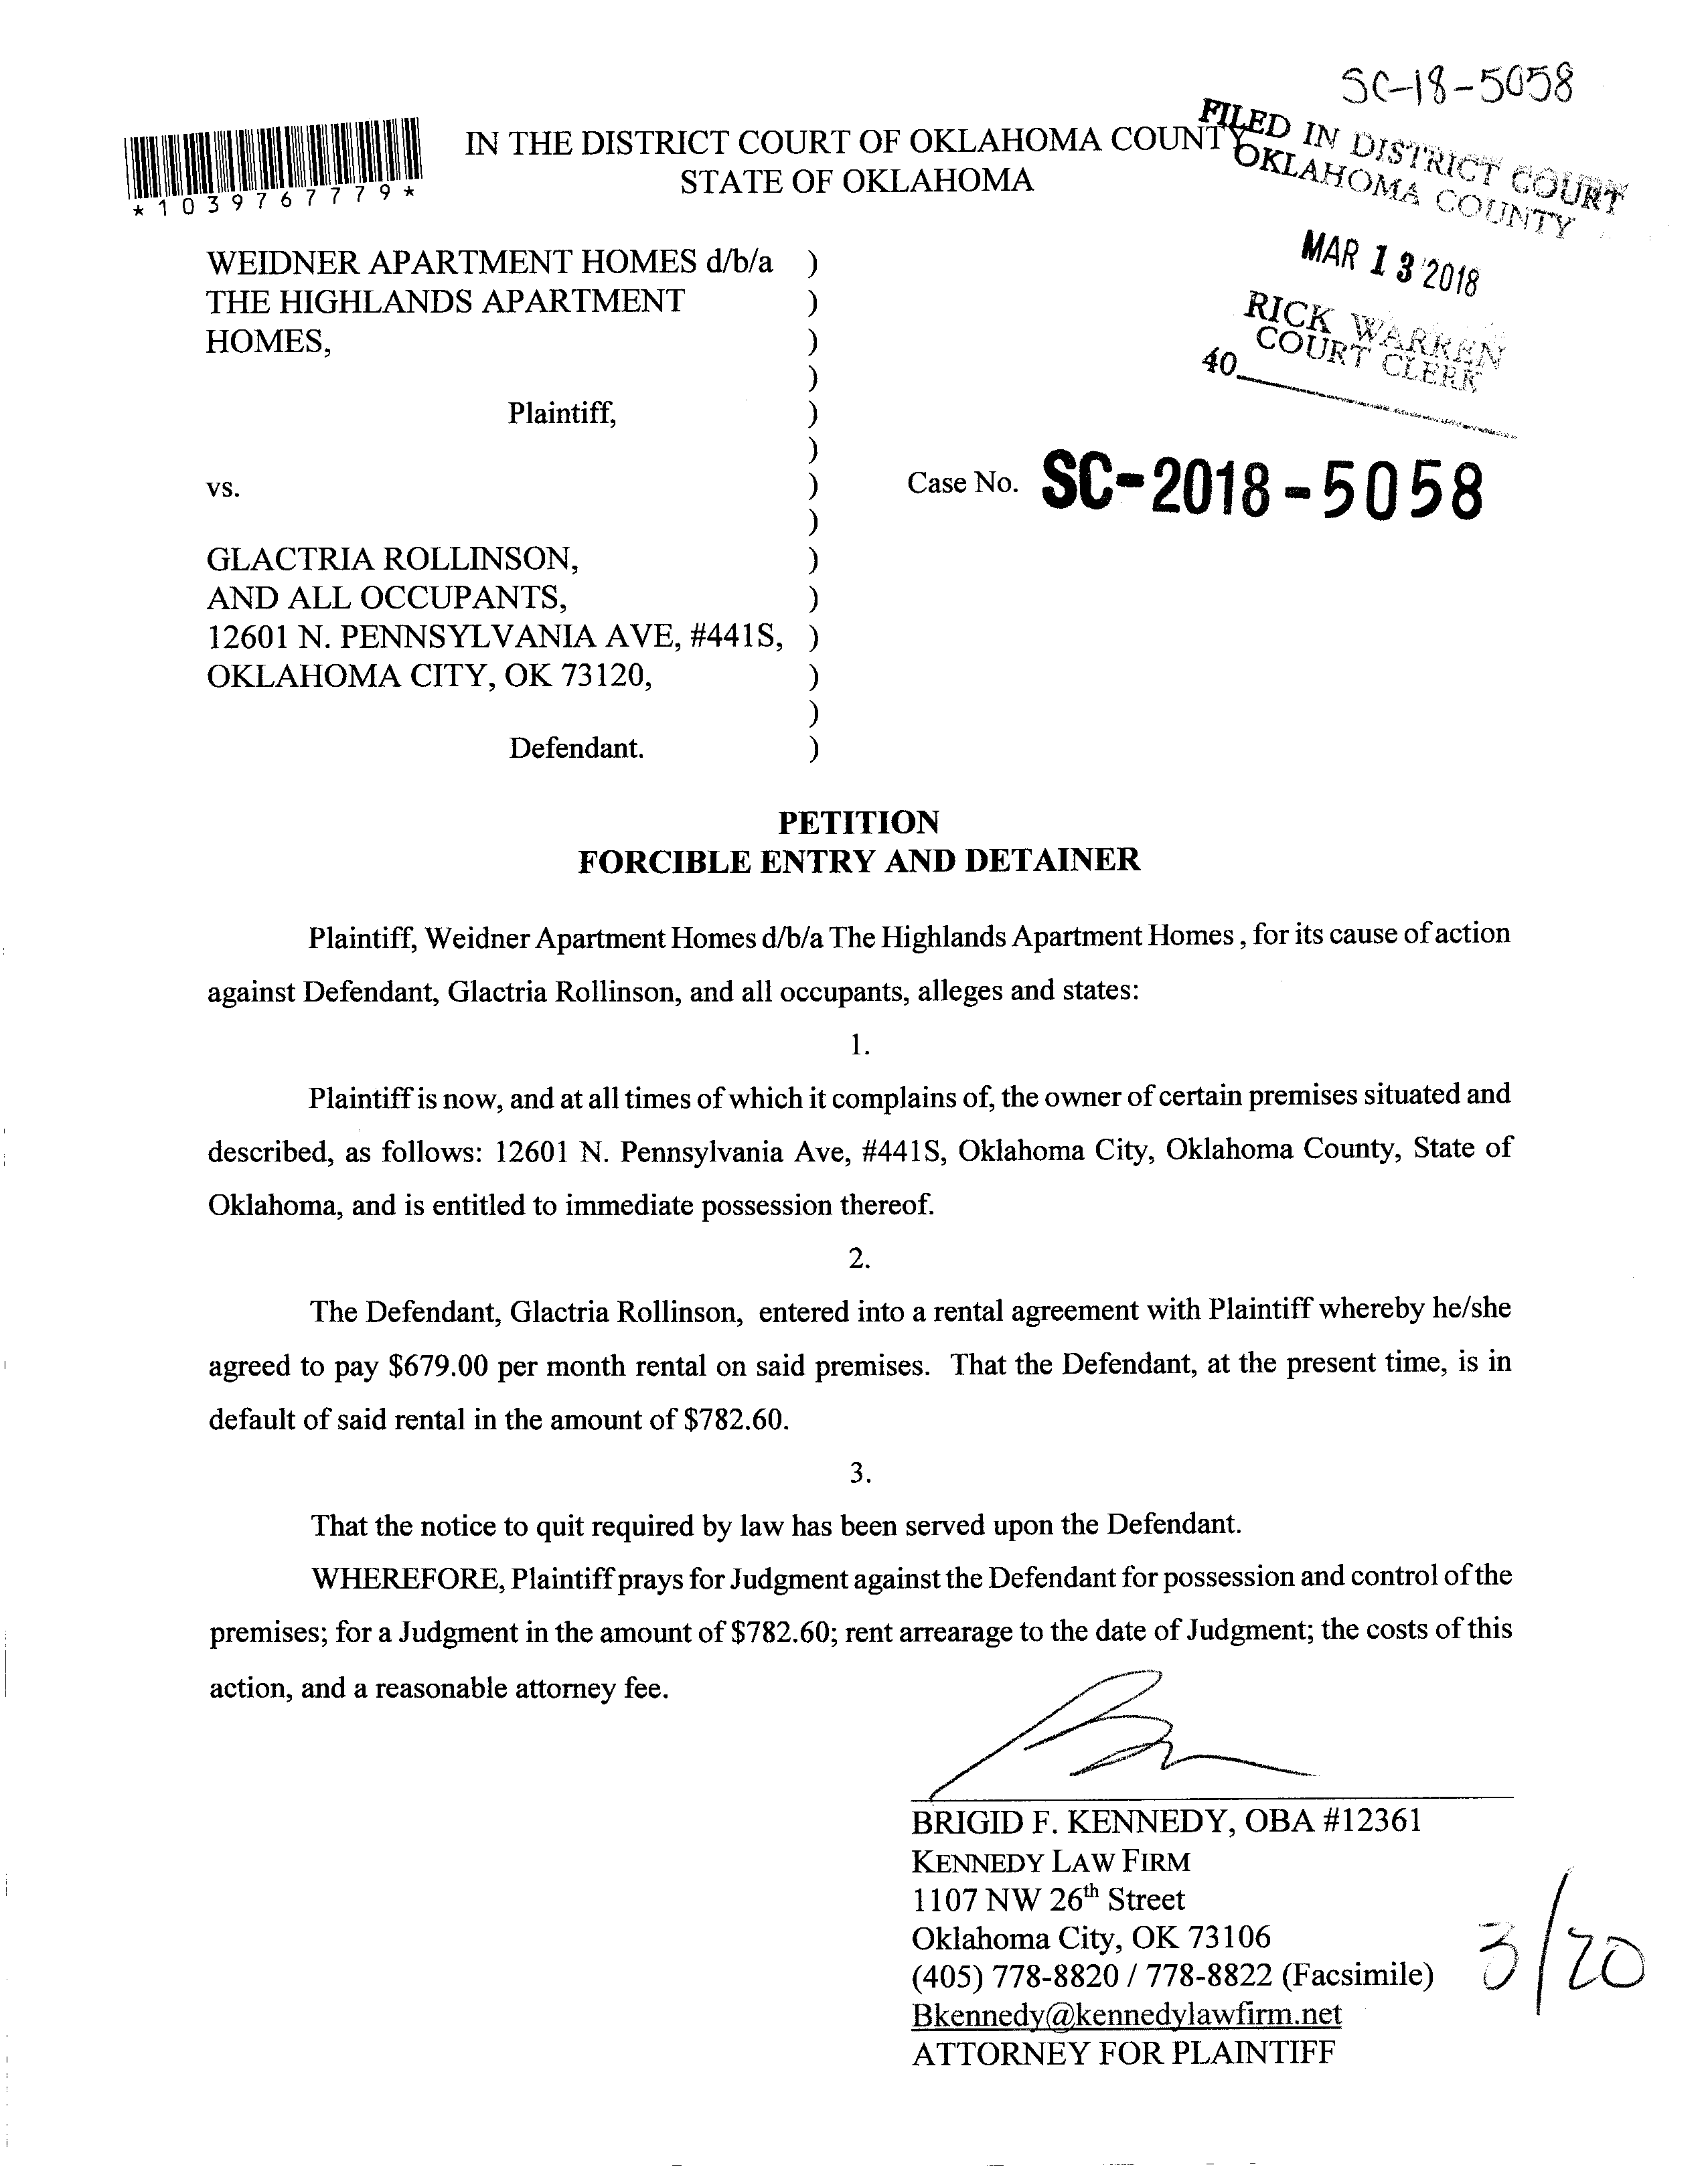 SC-18-5058
*1039767779*
IN THE DISTRICT COURT OF OKLAHOMA COUNTY
STATE OF OKLAHOMA
FILED IN DISTRICT COURT
OKLAHOMA COUNTY
MAR 13 2018
RICK WARREN
COURT CLERK
40
WEIDNER APARTMENT HOMES d/b/a )
THE HIGHLANDS APARTMENT )
HOMES, )
)
Plaintiff, )
)
vs. ) Case No. SC-2018-5058
)
GLACTRIA ROLLINSON, )
AND ALL OCCUPANTS, )
12601 N. PENNSYLVANIA AVE, #441S, )
OKLAHOMA CITY, OK 73120, )
)
Defendant. )
PETITION
FORCIBLE ENTRY AND DETAINER
Plaintiff, Weidner Apartment Homes d/b/a The Highlands Apartment Homes , for its cause of action
against Defendant, Glactria Rollinson, and all occupants, alleges and states:
1.
Plaintiff is now, and at all times of which it complains of, the owner of certain premises situated and
described, as follows: 12601 N. Pennsylvania Ave, #441S, Oklahoma City, Oklahoma County, State of
Oklahoma, and is entitled to immediate possession thereof.
2.
The Defendant, Glactria Rollinson, entered into a rental agreement with Plaintiff whereby he/she
agreed to pay $679.00 per month rental on said premises. That the Defendant, at the present time, is in
default of said rental in the amount of $782.60.
3.
That the notice to quit required by law has been served upon the Defendant.
WHEREFORE, Plaintiff prays for Judgment against the Defendant for possession and control of the
premises; for a Judgment in the amount of $782.60; rent arrearage to the date of Judgment; the costs of this
action, and a reasonable attorney fee.
BRIGID F. KENNEDY, OBA #12361
KENNEDY LAW FIRM
1107 NW 26th Street
Oklahoma City, OK 73106
(405) 778-8820 / 778-8822 (Facsimile)
Bkennedy@kennedylawfirm.net
ATTORNEY FOR PLAINTIFF
3/20